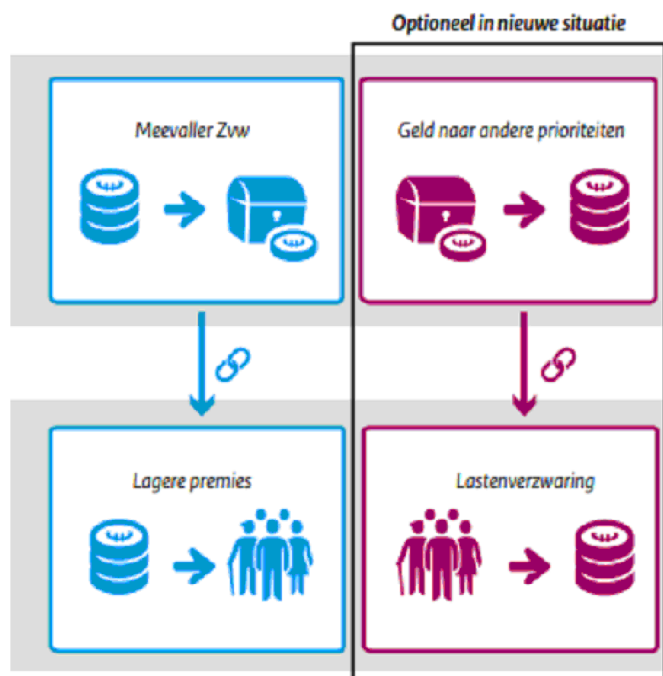 Optioneel in nieuwe situatie
Meevaller Zvw
Geld naar andere prioriteiten
Lagere premies
Lastenverzwaring